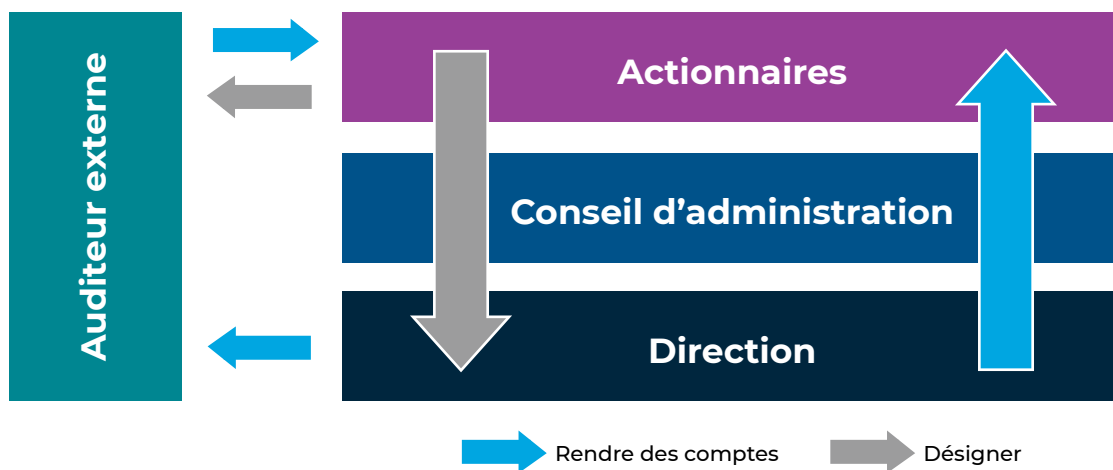 Auditeur externe
Actionnaires
Conseil d’administration
Direction
Rendre des comptes
Désigner